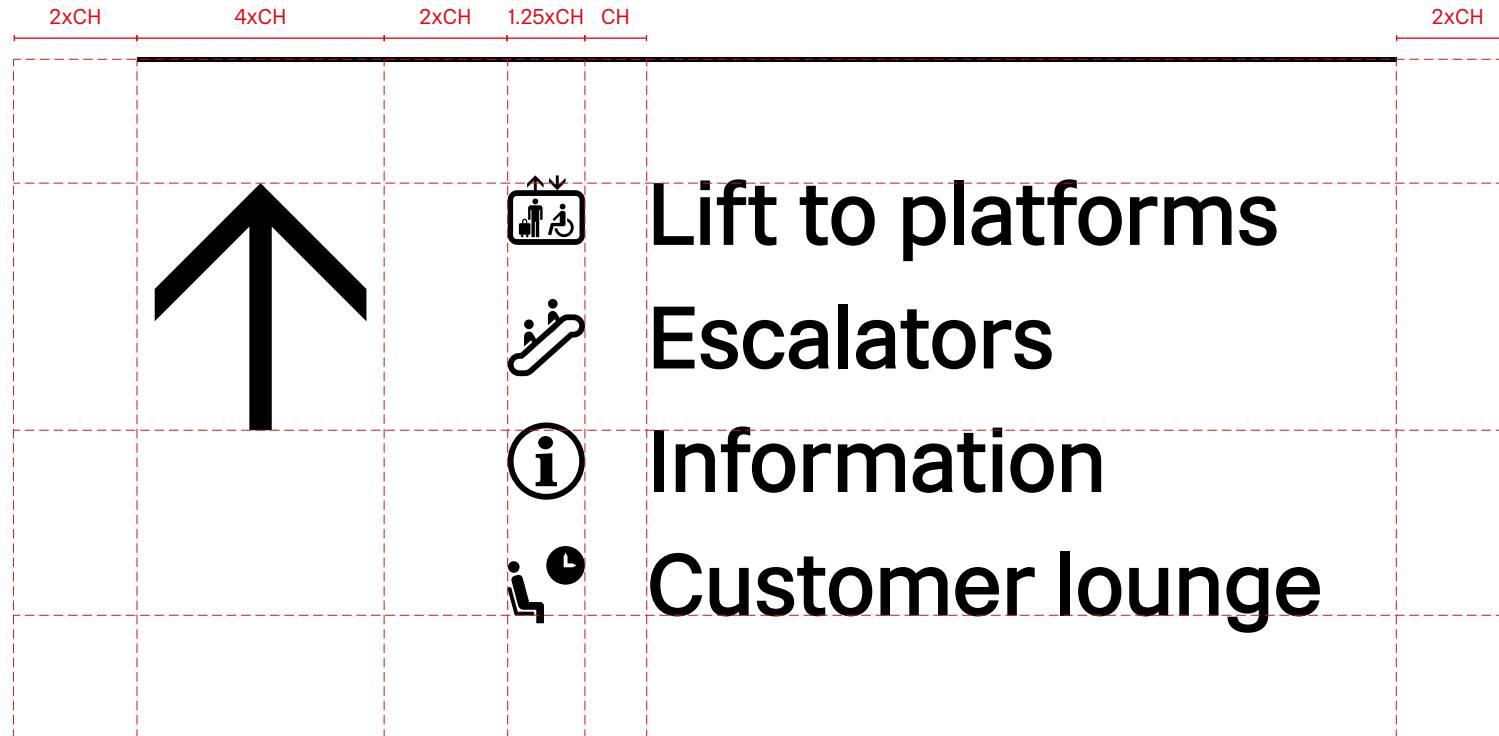 2xCH 4xCH 2xCH 1.25xCH CH 2xCH
Lift to platforms
Escalators
Information
Customer lounge